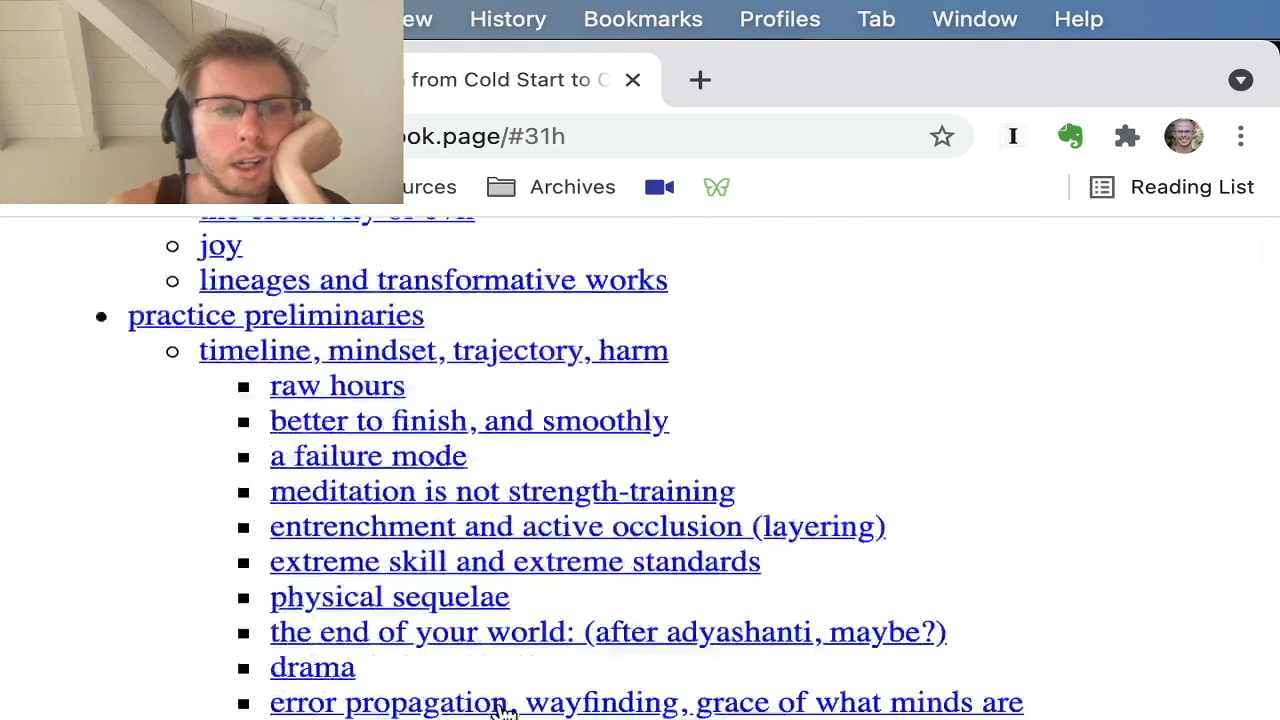 ew History Bookmarks Profiles Tab Window Help
from Cold Start to C
ook.page/#31h
urces Archives Reading List
joy
lineages and transformative works
practice preliminaries
timeline, mindset, trajectory, harm
raw hours
better to finish, and smoothly
a failure mode
meditation is not strength-training
entrenchment and active occlusion (layering)
extreme skill and extreme standards
physical sequelae
the end of your world: (after adyashanti, maybe?)
drama
error propagation, wayfinding, grace of what minds are